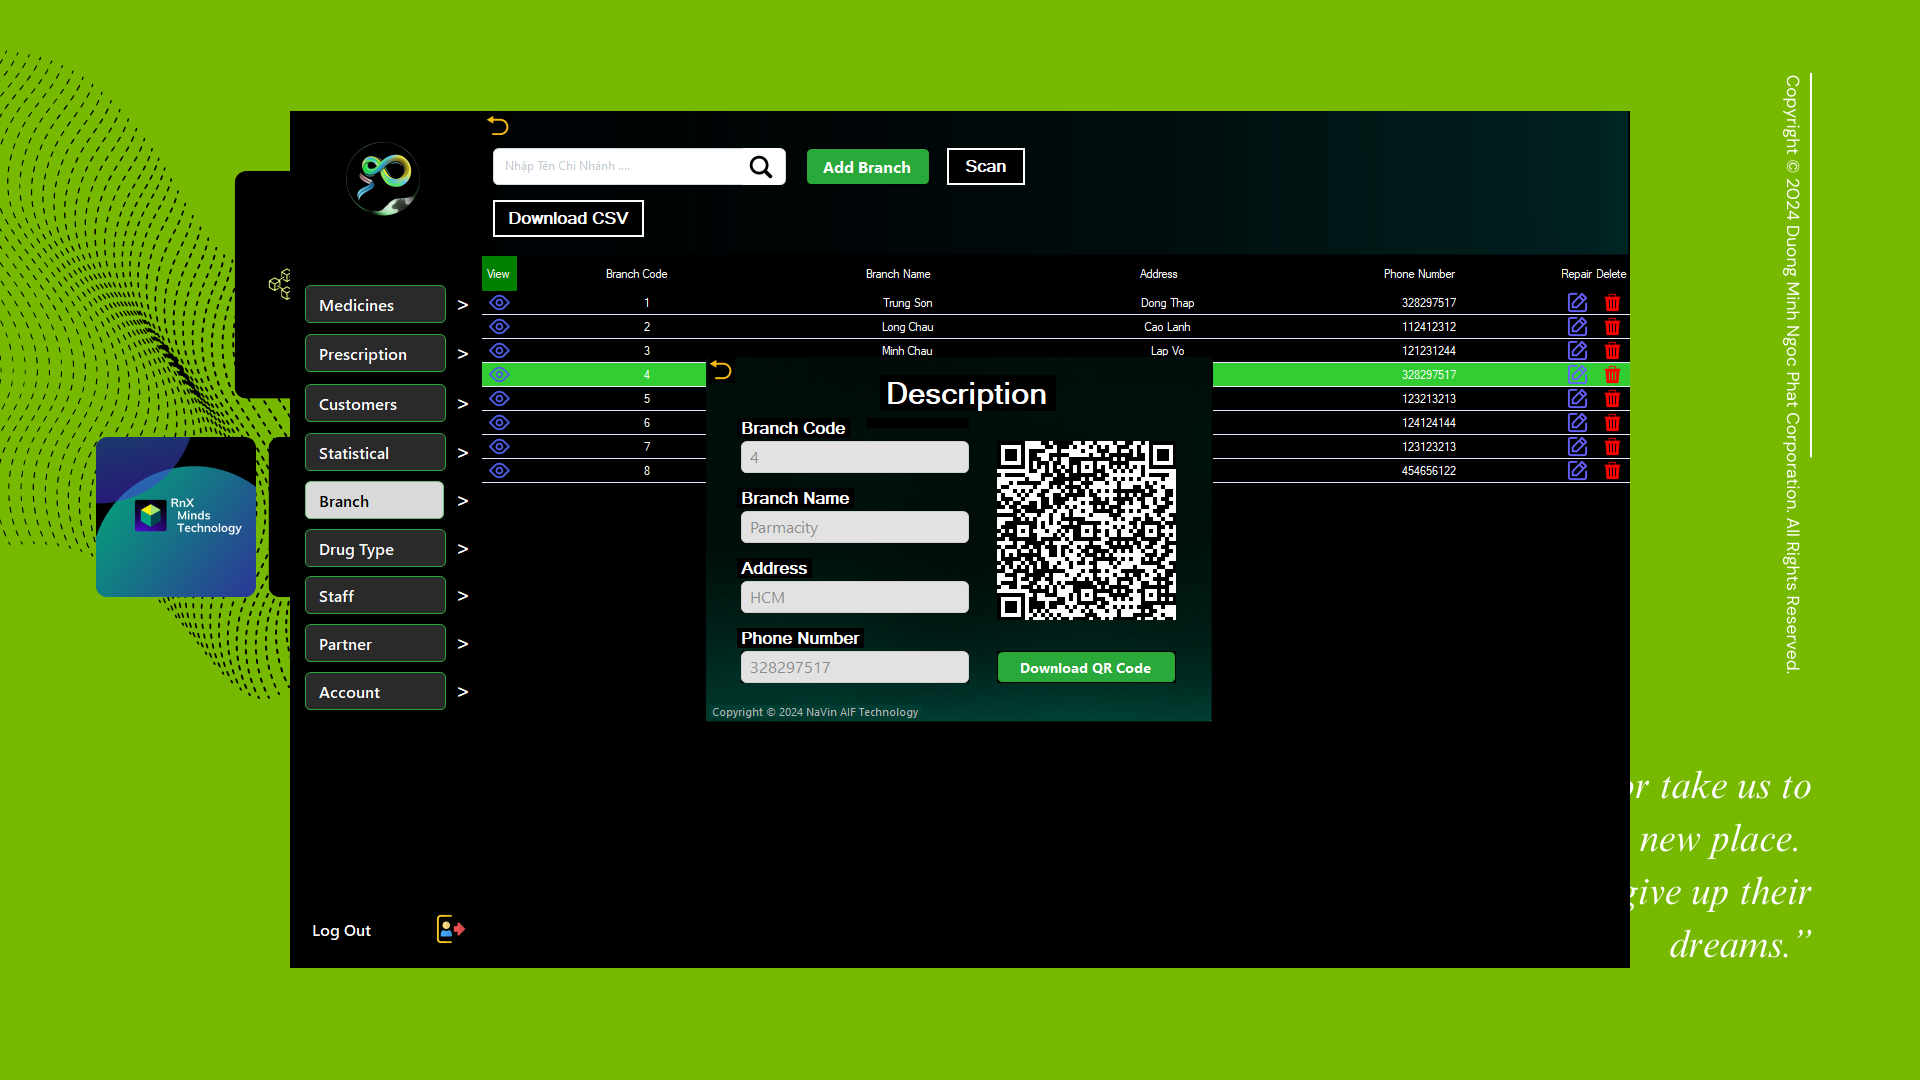 Copyright © 2024 Duong Minh Ngoc Phat Corporation. All Rights Reserved.
Nhập Tên Chi Nhánh ....
Add Branch
Scan
Download CSV
View Branch Code Branch Name Address Phone Number Repair Delete
1 Trung Son Dong Thap 328297517
2 Long Chau Cao Lanh 112412312
3 Minh Chau Lap Vo 121231244
4 328297517
5 123213213
6 124124144
7 123123213
8 454656122
Medicines >
Prescription >
Customers >
Statistical >
Branch >
Drug Type >
Staff >
Partner >
Account >
Log Out
RnX
Minds
Technology
Description
Branch Code
4
Branch Name
Parmacity
Address
HCM
Phone Number
328297517
Download QR Code
Copyright © 2024 NaVin AIF Technology
take us to
new place.
give up their
dreams.”